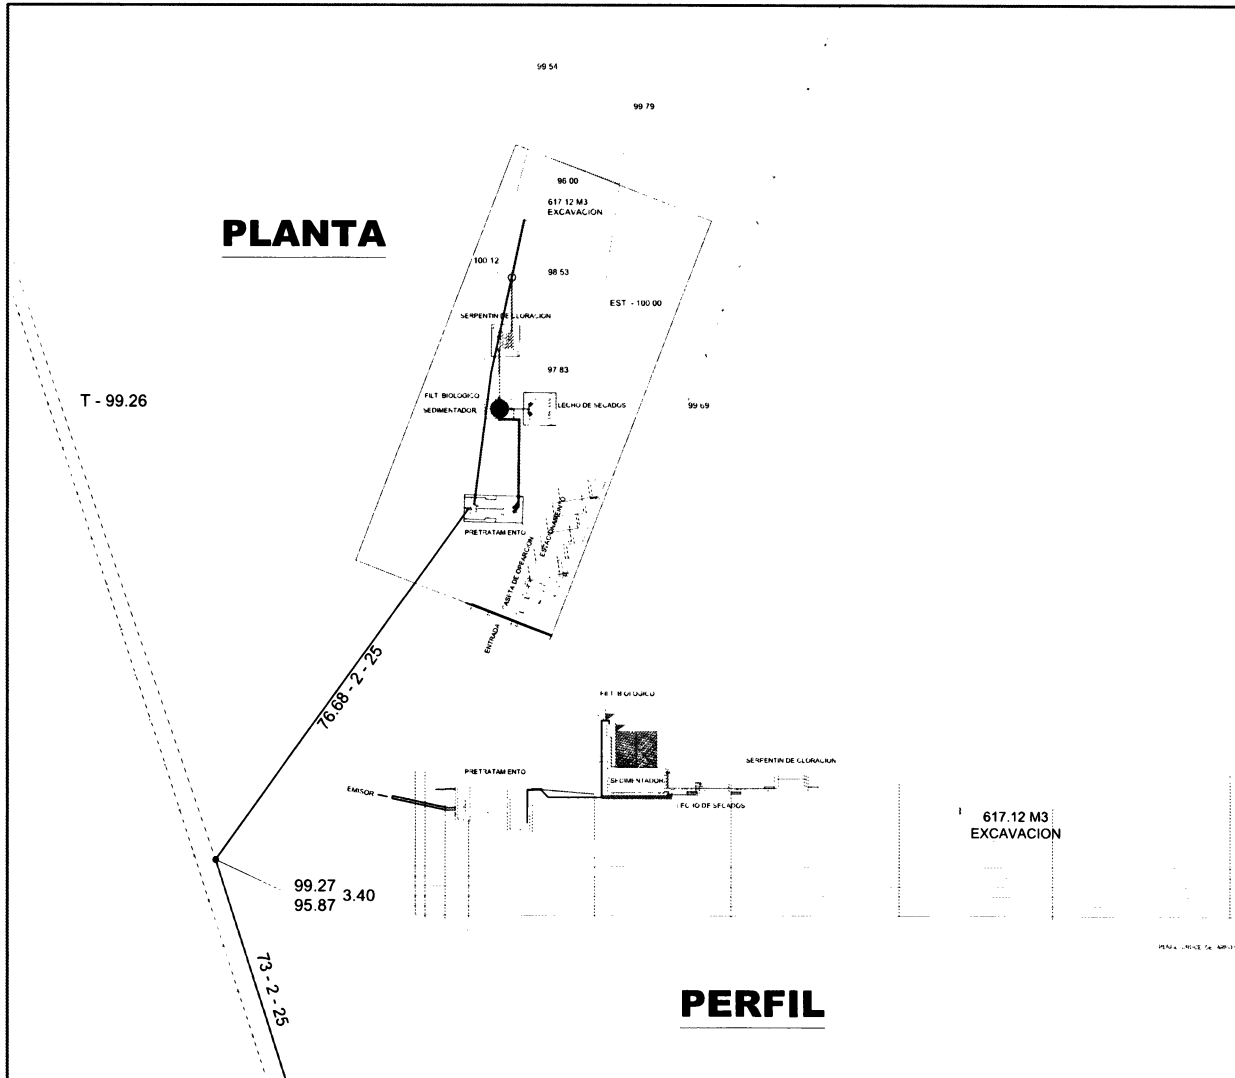 99.54
99.79
96.00
617.12 M3
EXCAVACION
PLANTA
100.12
98.53
EST - 100.00
SERPENTIN DE CLORACION
97.83
T - 99.26
FILT. BIOLOGICO
SEDIMENTADOR
LECHO DE SECADOS
99.69
PRETRATAMIENTO
ESTACIONAMIENTO
ENTRADA
76.68 - 2 - 25
FILT. BIOLOGICO
SERPENTIN DE CLORACION
PRETRATAMIENTO
SEDIMENTADOR
EMISOR
LECHO DE SECADOS
617.12 M3
EXCAVACION
99.27
95.87
3.40
73 - 2 - 25
PERFIL